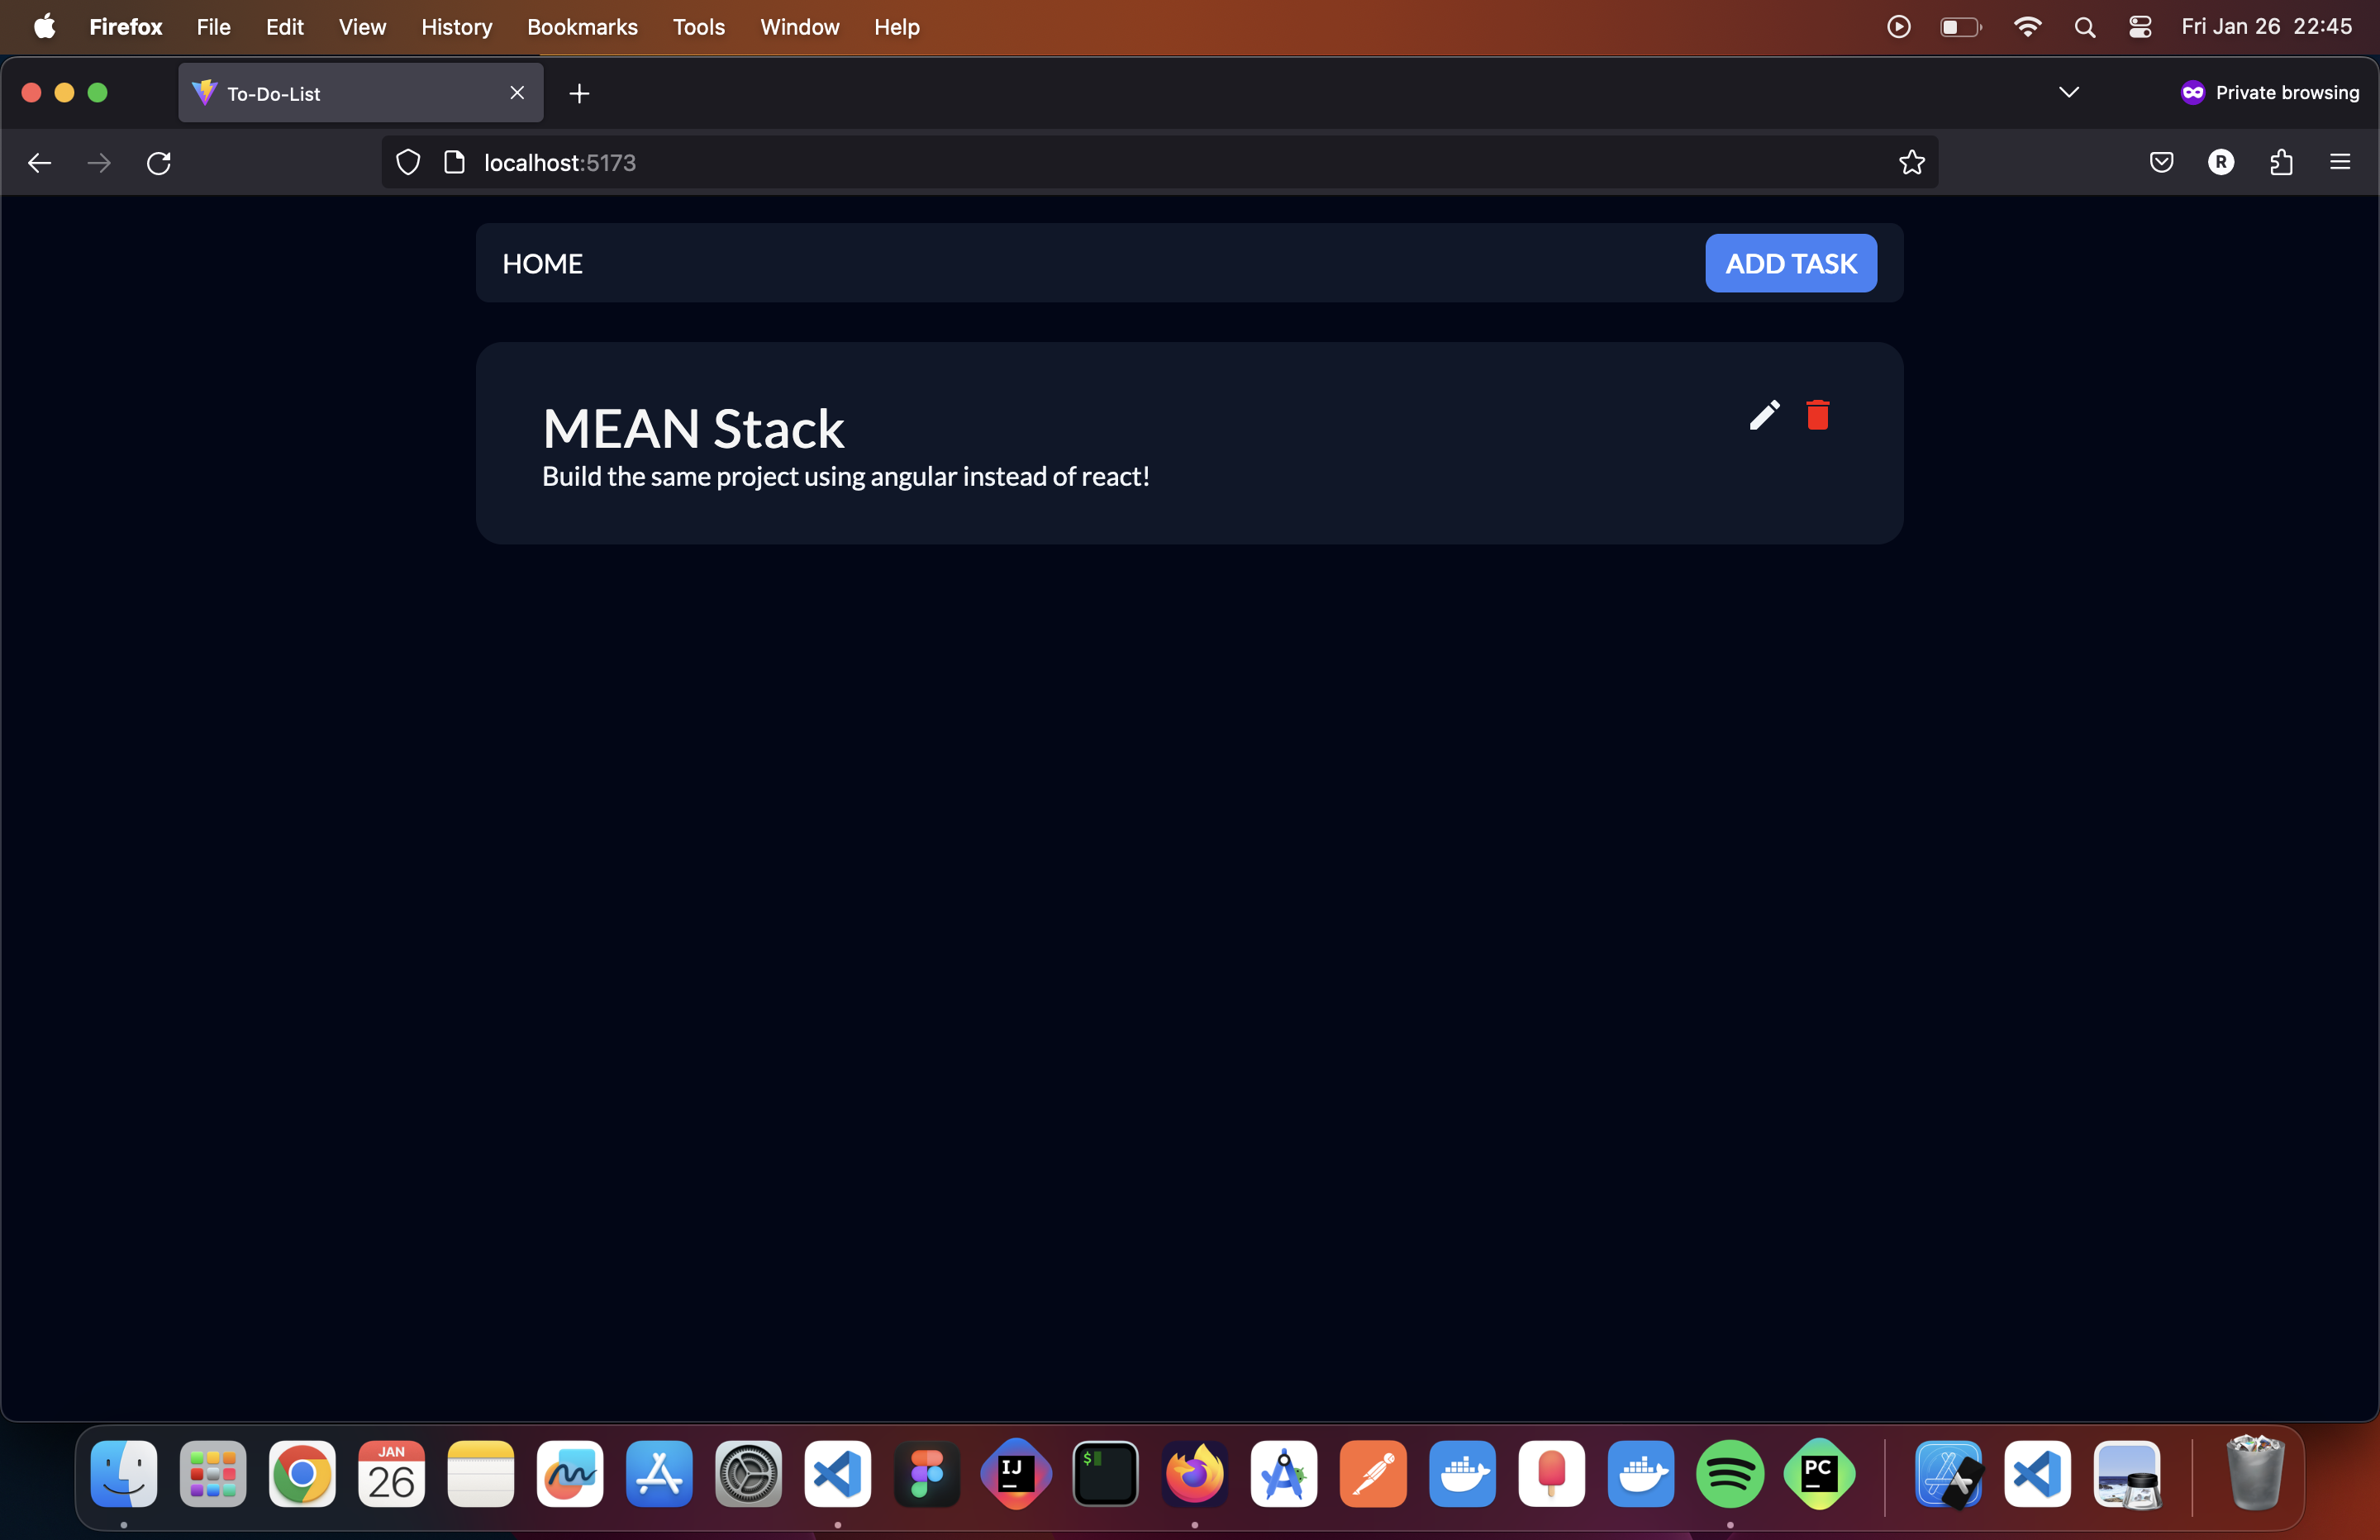 Firefox File Edit View History Bookmarks Tools Window Help Fri Jan 26 22:45
To-Do-List Private browsing
localhost:5173 R
HOME ADD TASK
MEAN Stack
Build the same project using angular instead of react!
JAN
26
IJ
$
PC